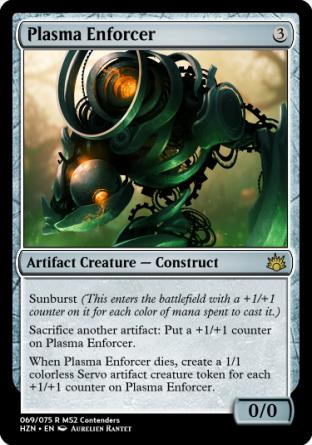 Plasma Enforcer 3
Artifact Creature — Construct
Sunburst (This enters the battlefield with a +1/+1
counter on it for each color of mana spent to cast it.)
Sacrifice another artifact: Put a +1/+1 counter
on Plasma Enforcer.
When Plasma Enforcer dies, create a 1/1
colorless Servo artifact creature token for each
+1/+1 counter on Plasma Enforcer.
0/0
069/075 R MS2 Contenders
HZN • EN Aurelien Rantet